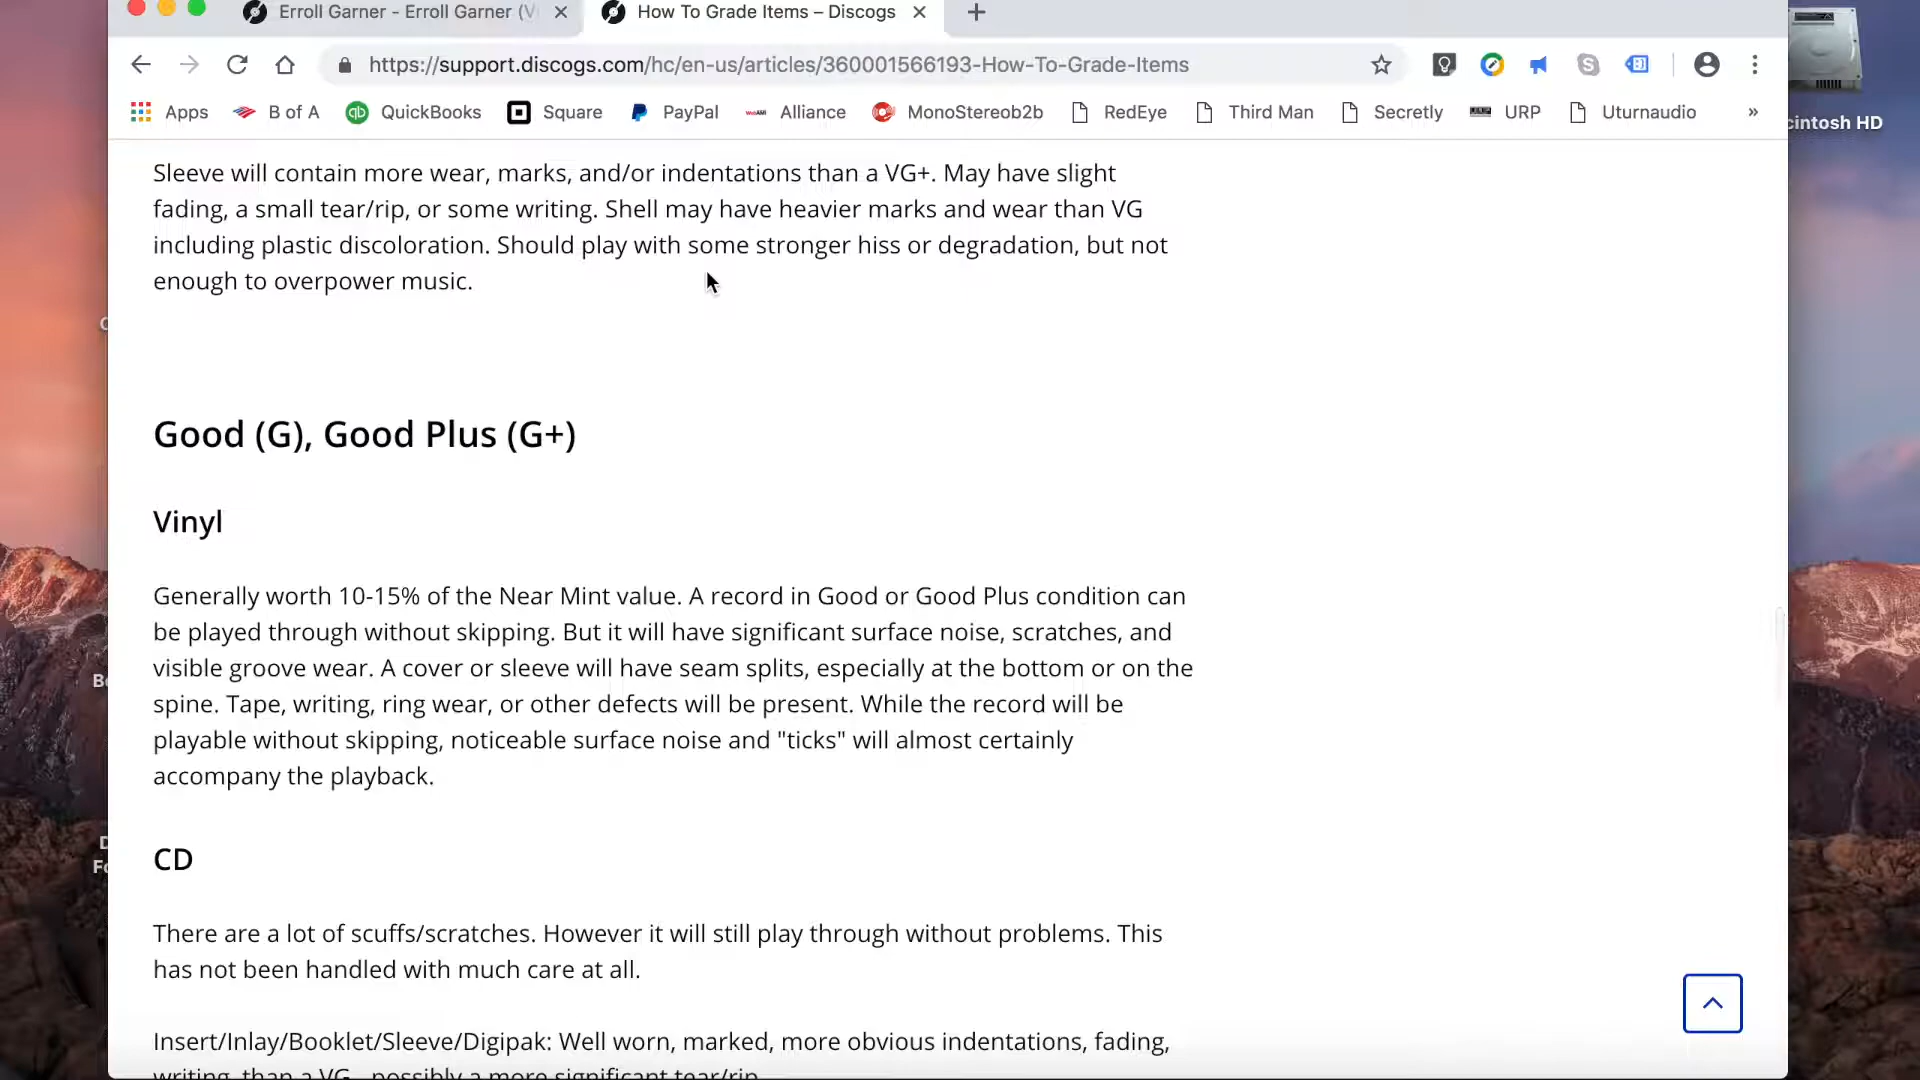 Erroll Garner - Erroll Garner (V
How To Grade Items – Discogs
https://support.discogs.com/hc/en-us/articles/360001566193-How-To-Grade-Items
Apps B of A QuickBooks Square PayPal Alliance MonoStereob2b RedEye Third Man Secretly URP Uturnaudio »
cintosh HD
Sleeve will contain more wear, marks, and/or indentations than a VG+. May have slight
fading, a small tear/rip, or some writing. Shell may have heavier marks and wear than VG
including plastic discoloration. Should play with some stronger hiss or degradation, but not
enough to overpower music.
Good (G), Good Plus (G+)
Vinyl
Generally worth 10-15% of the Near Mint value. A record in Good or Good Plus condition can
be played through without skipping. But it will have significant surface noise, scratches, and
visible groove wear. A cover or sleeve will have seam splits, especially at the bottom or on the
spine. Tape, writing, ring wear, or other defects will be present. While the record will be
playable without skipping, noticeable surface noise and "ticks" will almost certainly
accompany the playback.
CD
There are a lot of scuffs/scratches. However it will still play through without problems. This
has not been handled with much care at all.
Insert/Inlay/Booklet/Sleeve/Digipak: Well worn, marked, more obvious indentations, fading,
writing, than a VG, possibly a more significant tear/rip.